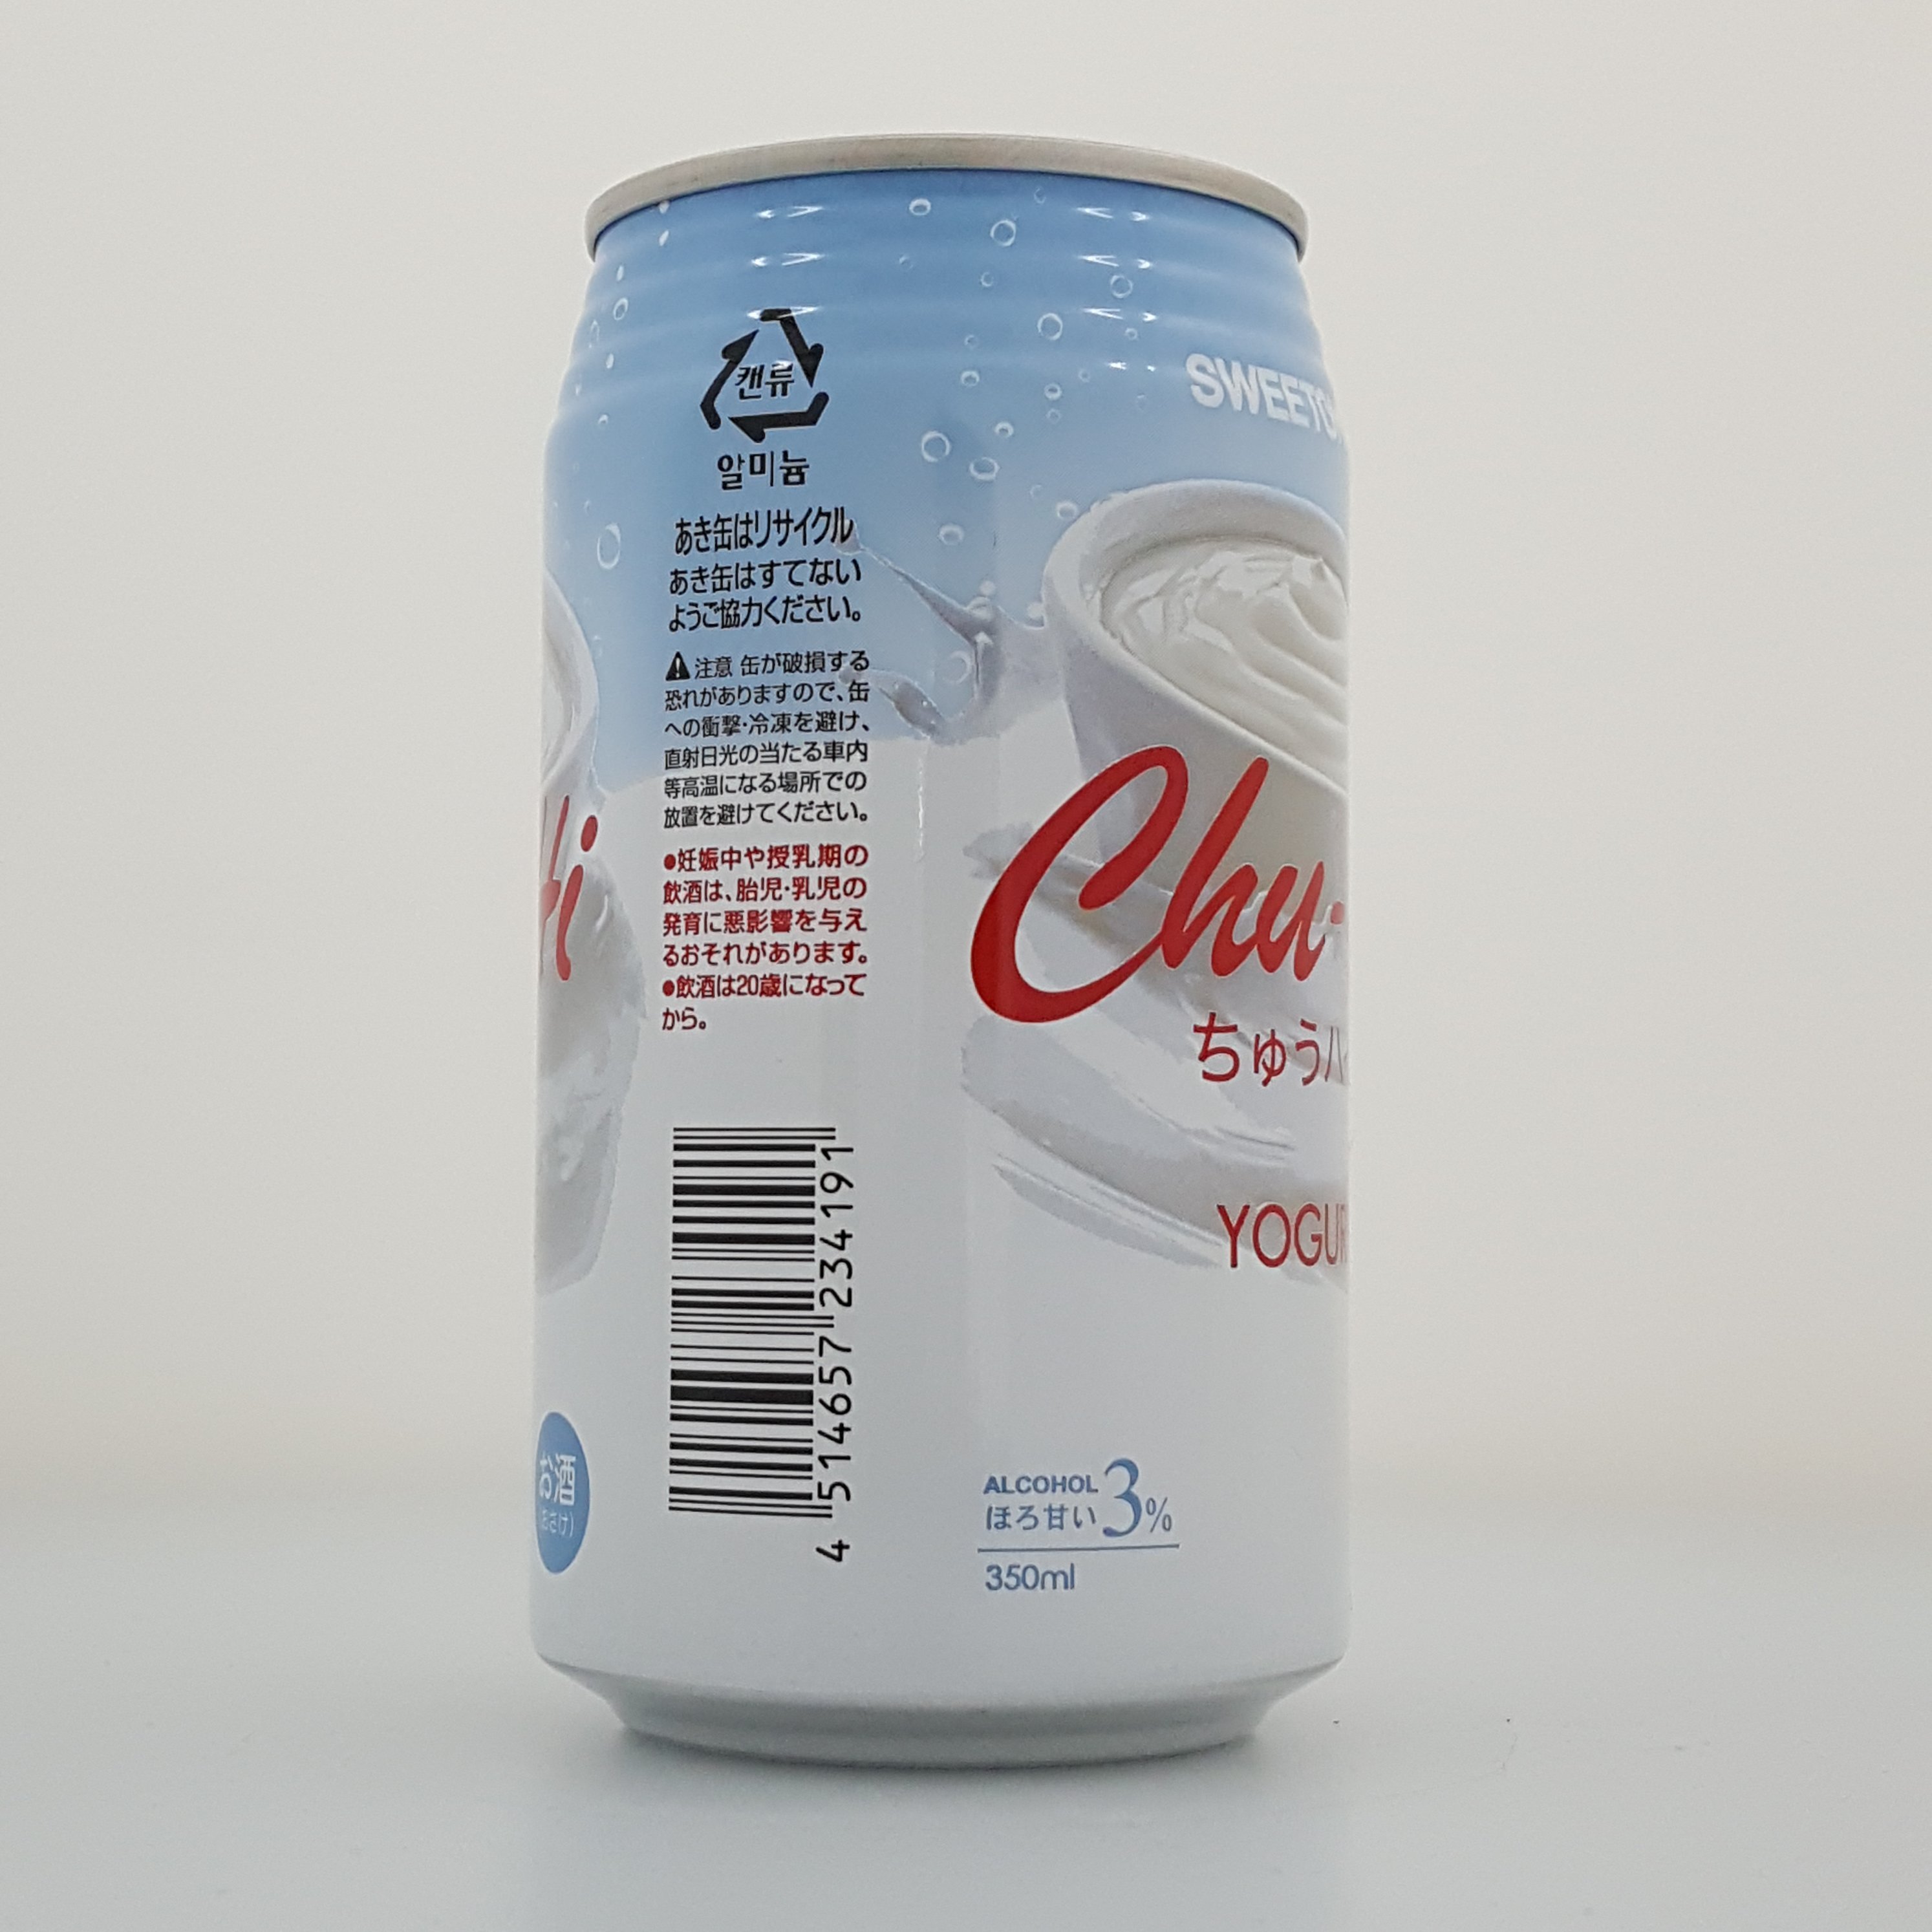 캔류
알미늄
あき缶はリサイクル
あき缶はすてない
ようご協力ください。
注意 缶が破損する
恐れがありますので、缶
への衝撃・冷凍を避け、
直射日光の当たる車内
等高温になる場所での
放置を避けてください。
●妊娠中や授乳期の
飲酒は、胎児・乳児の
発育に悪影響を与え
るおそれがあります。
●飲酒は20歳になって
から。
4 514657 234191
お酒
(おさけ)
Chu-
ちゅうハ
ALCOHOL
ほろ甘い 3%
350ml